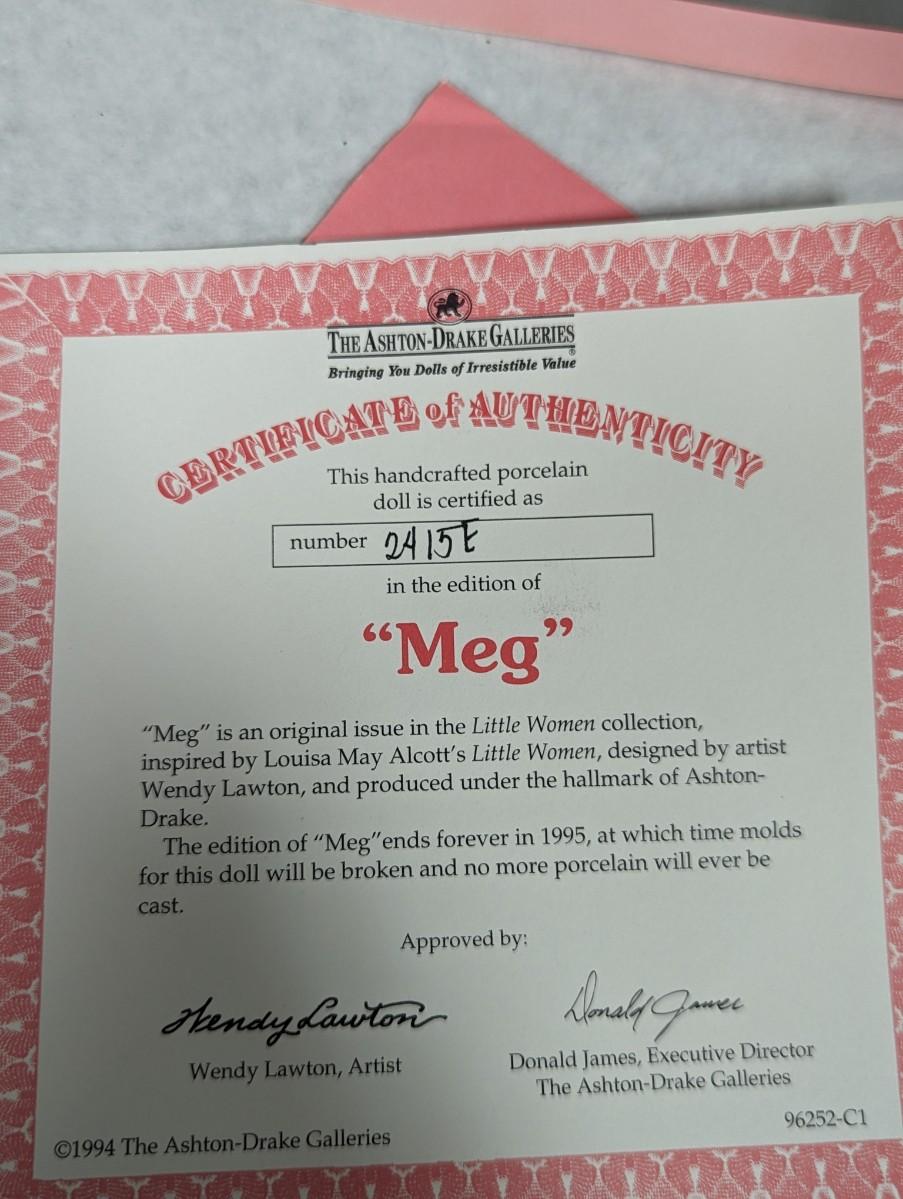 THE ASHTON-DRAKE GALLERIES
Bringing You Dolls of Irresistible Value®
CERTIFICATE of AUTHENTICITY
This handcrafted porcelain
doll is certified as
number 2415E
in the edition of
“Meg”
“Meg” is an original issue in the Little Women collection,
inspired by Louisa May Alcott’s Little Women, designed by artist
Wendy Lawton, and produced under the hallmark of Ashton-
Drake.
The edition of “Meg”ends forever in 1995, at which time molds
for this doll will be broken and no more porcelain will ever be
cast.
Approved by:
Wendy Lawton Donald James
Wendy Lawton, Artist
Donald James, Executive Director
The Ashton-Drake Galleries
96252-C1
©1994 The Ashton-Drake Galleries